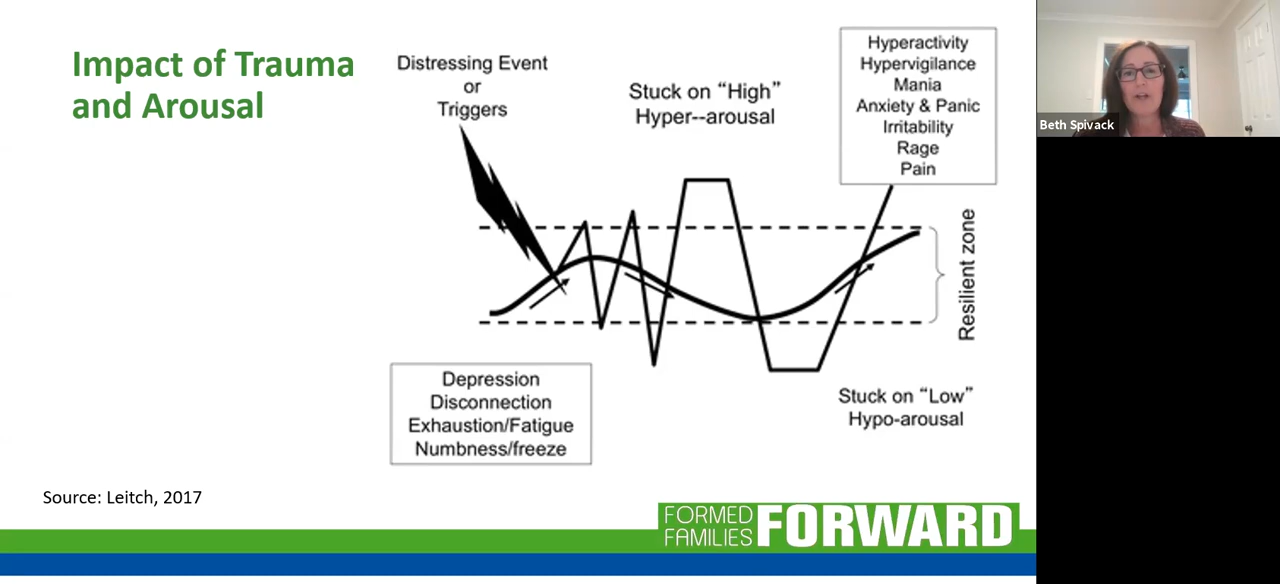 Impact of Trauma
and Arousal
Distressing Event
or
Triggers
Stuck on “High”
Hyper--arousal
Hyperactivity
Hypervigilance
Mania
Anxiety & Panic
Irritability
Rage
Pain
Beth Spivack
Resilient zone
Depression
Disconnection
Exhaustion/Fatigue
Numbness/freeze
Stuck on “Low”
Hypo-arousal
Source: Leitch, 2017
FORMED
FAMILIES
FORWARD